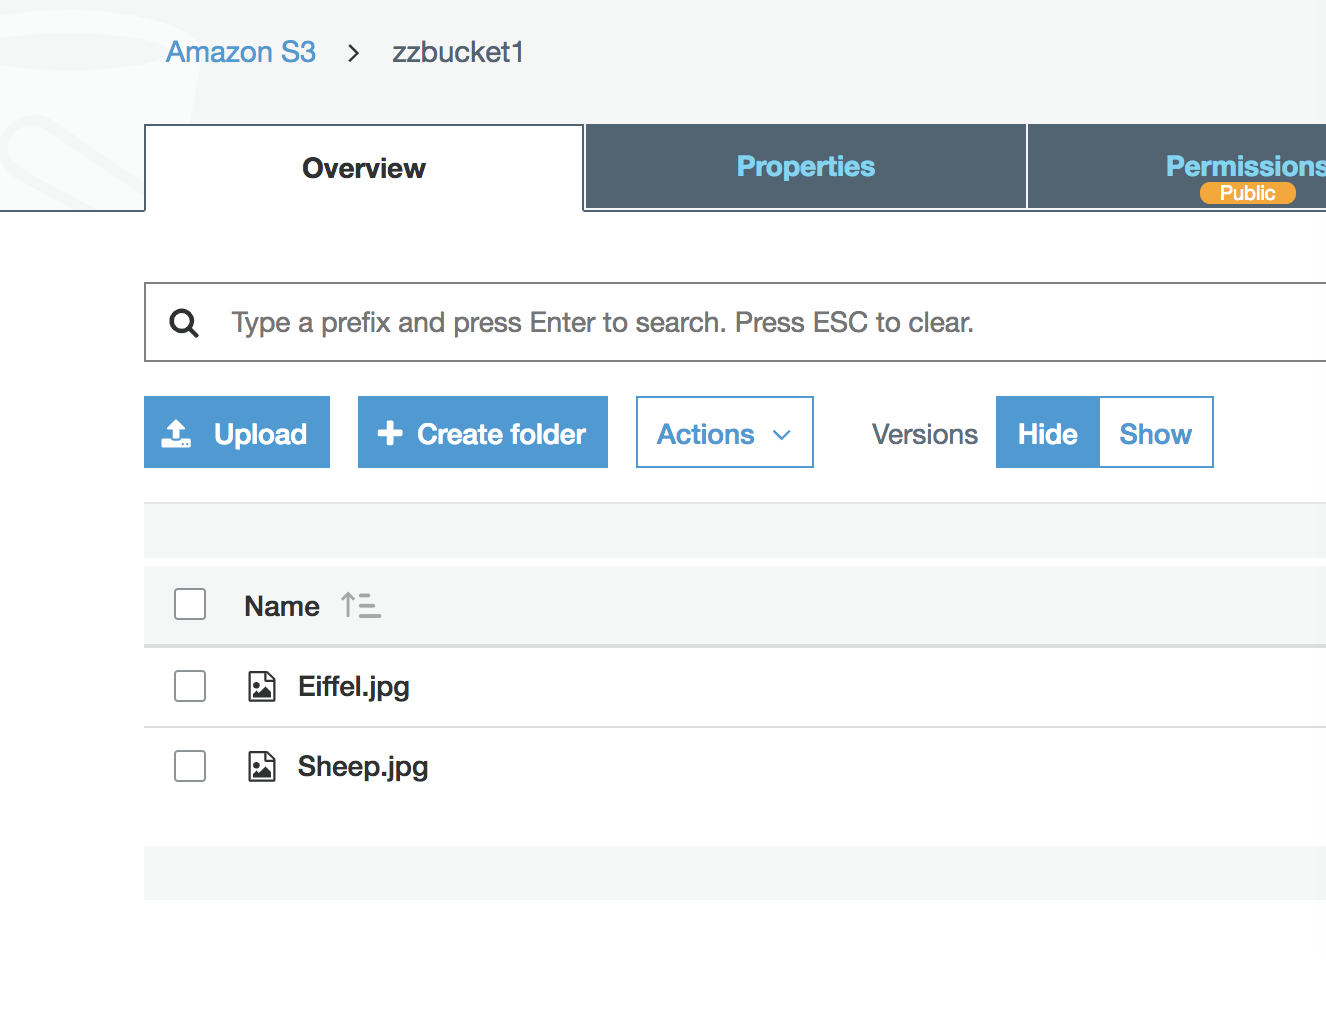 Amazon S3 > zzbucket1
Overview Properties Permissions
Public
Type a prefix and press Enter to search. Press ESC to clear.
Upload Create folder Actions Versions Hide Show
Name
Eiffel.jpg
Sheep.jpg